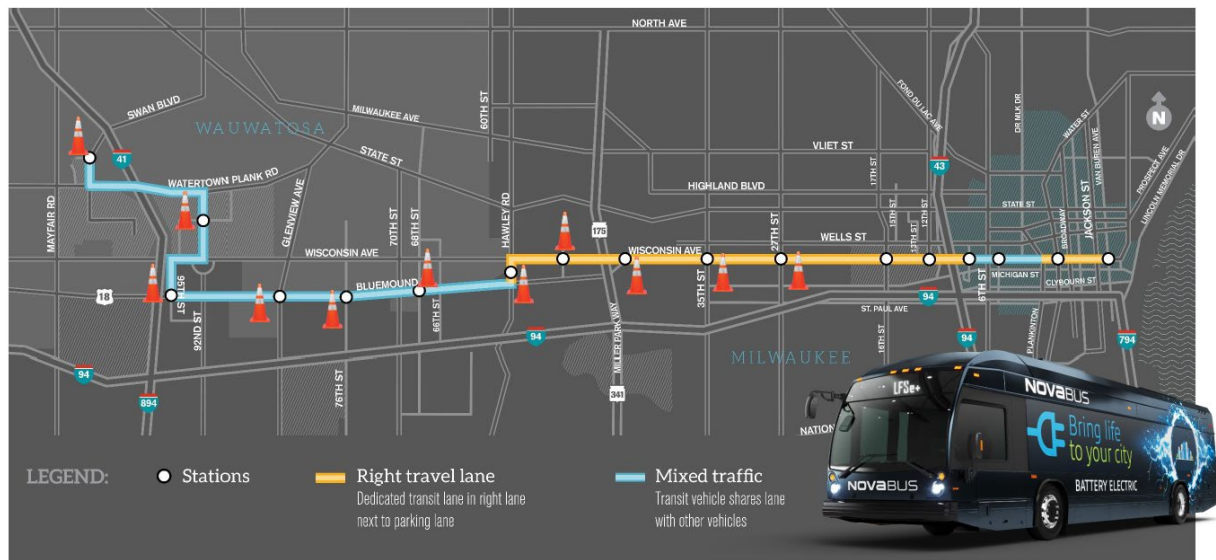 NORTH AVE
SWAN BLVD
WAUWATOSA
MILWAUKEE AVE
60TH ST
FOND DU LAC AVE
DR MLK DR
WATER ST
VAN BUREN AVE
PROSPECT AVE
LINCOLN MEMORIAL DR
N
41
STATE ST
VLIET ST
43
17TH ST
WATERTOWN PLANK RD
HIGHLAND BLVD
STATE ST
JACKSON ST
BROADWAY
MAYFAIR RD
GLENVIEW AVE
70TH ST
68TH ST
HAWLEY RD
175
27TH ST
15TH ST
13TH ST
12TH ST
WELLS ST
WISCONSIN AVE
WISCONSIN AVE
MICHIGAN ST
CLYBOURN ST
6TH ST
18
95TH ST
92ND ST
BLUEMOUND
66TH ST
35TH ST
94
ST. PAUL AVE
16TH ST
PLANKINTON
94
94
794
MILLER PARK WAY
MILWAUKEE
94
894
76TH ST
341
NATION
LFSe+
NOVABUS
Bring life
to your city
BATTERY ELECTRIC
NOVABUS
LEGEND:
Stations
Right travel lane
Dedicated transit lane in right lane
next to parking lane
Mixed traffic
Transit vehicle shares lane
with other vehicles